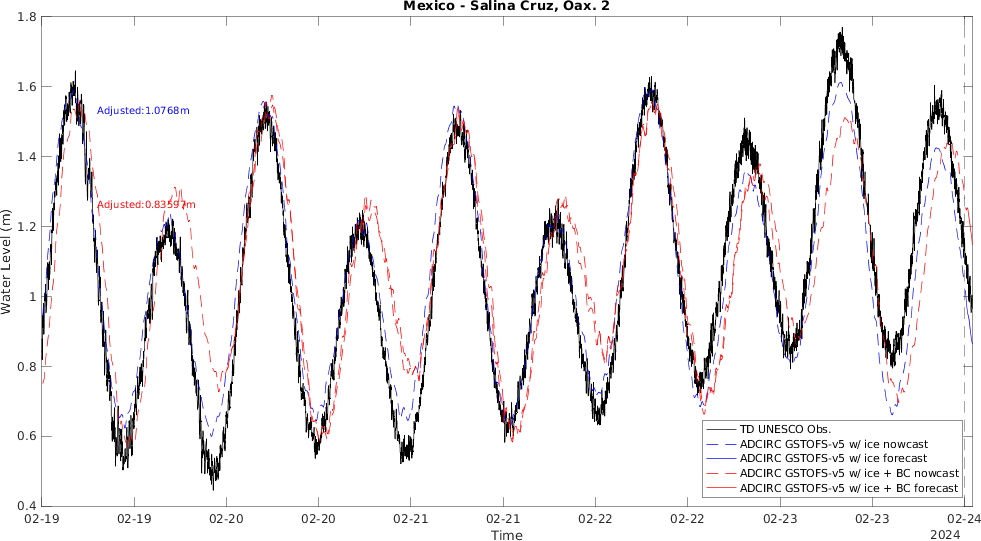 Mexico - Salina Cruz, Oax. 2
1.8
1.6
1.4
1.2
1
0.8
0.6
0.4
Water Level (m)
Adjusted:1.0768m
Adjusted:0.83597m
TD UNESCO Obs.
ADCIRC GSTOFS-v5 w/ ice nowcast
ADCIRC GSTOFS-v5 w/ ice forecast
ADCIRC GSTOFS-v5 w/ ice + BC nowcast
ADCIRC GSTOFS-v5 w/ ice + BC forecast
02-19 02-19 02-20 02-20 02-21 02-21 02-22 02-22 02-23 02-23 02-24
Time
2024